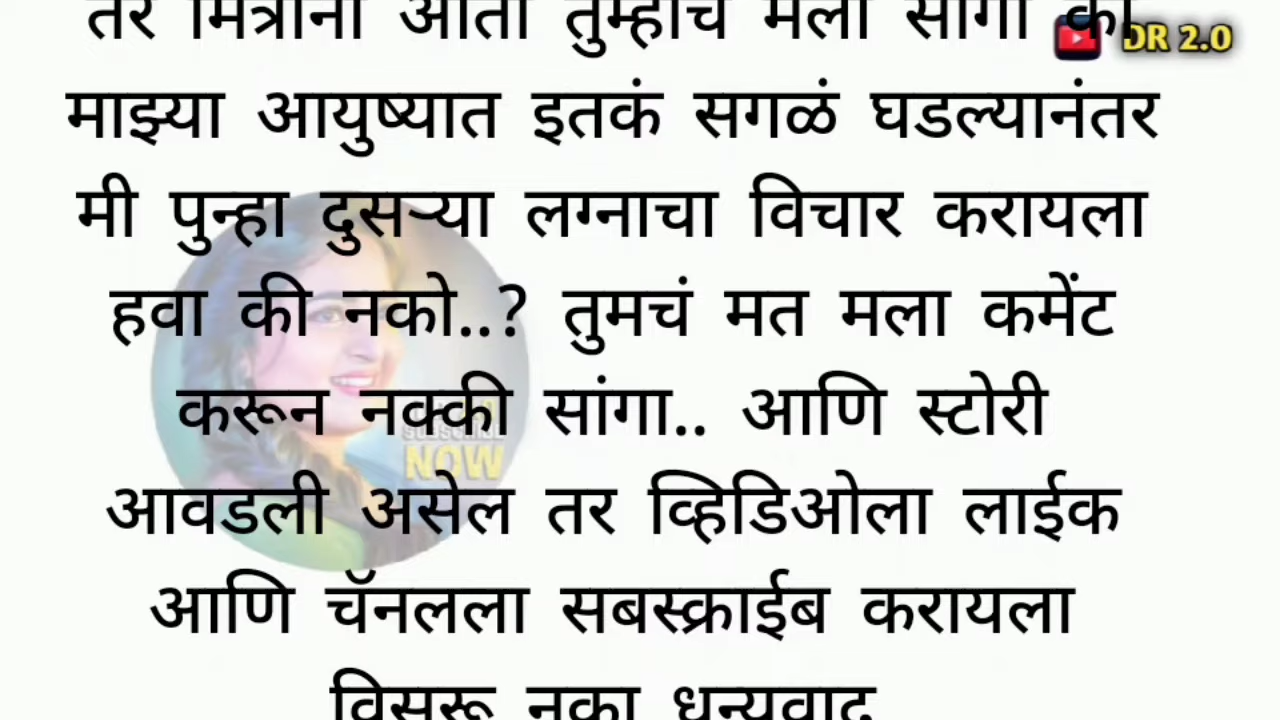 तर मित्रांनो आता तुम्हीच मला सांगा की
DR 2.0
माझ्या आयुष्यात इतकं सगळं घडल्यानंतर
मी पुन्हा दुसऱ्या लग्नाचा विचार करायला
हवा की नको..? तुमचं मत मला कमेंट
करून नक्की सांगा.. आणि स्टोरी
SUBSCRIBE
NOW
आवडली असेल तर व्हिडिओला लाईक
आणि चॅनलला सबस्क्राईब करायला
विसरू नका धन्यवाद